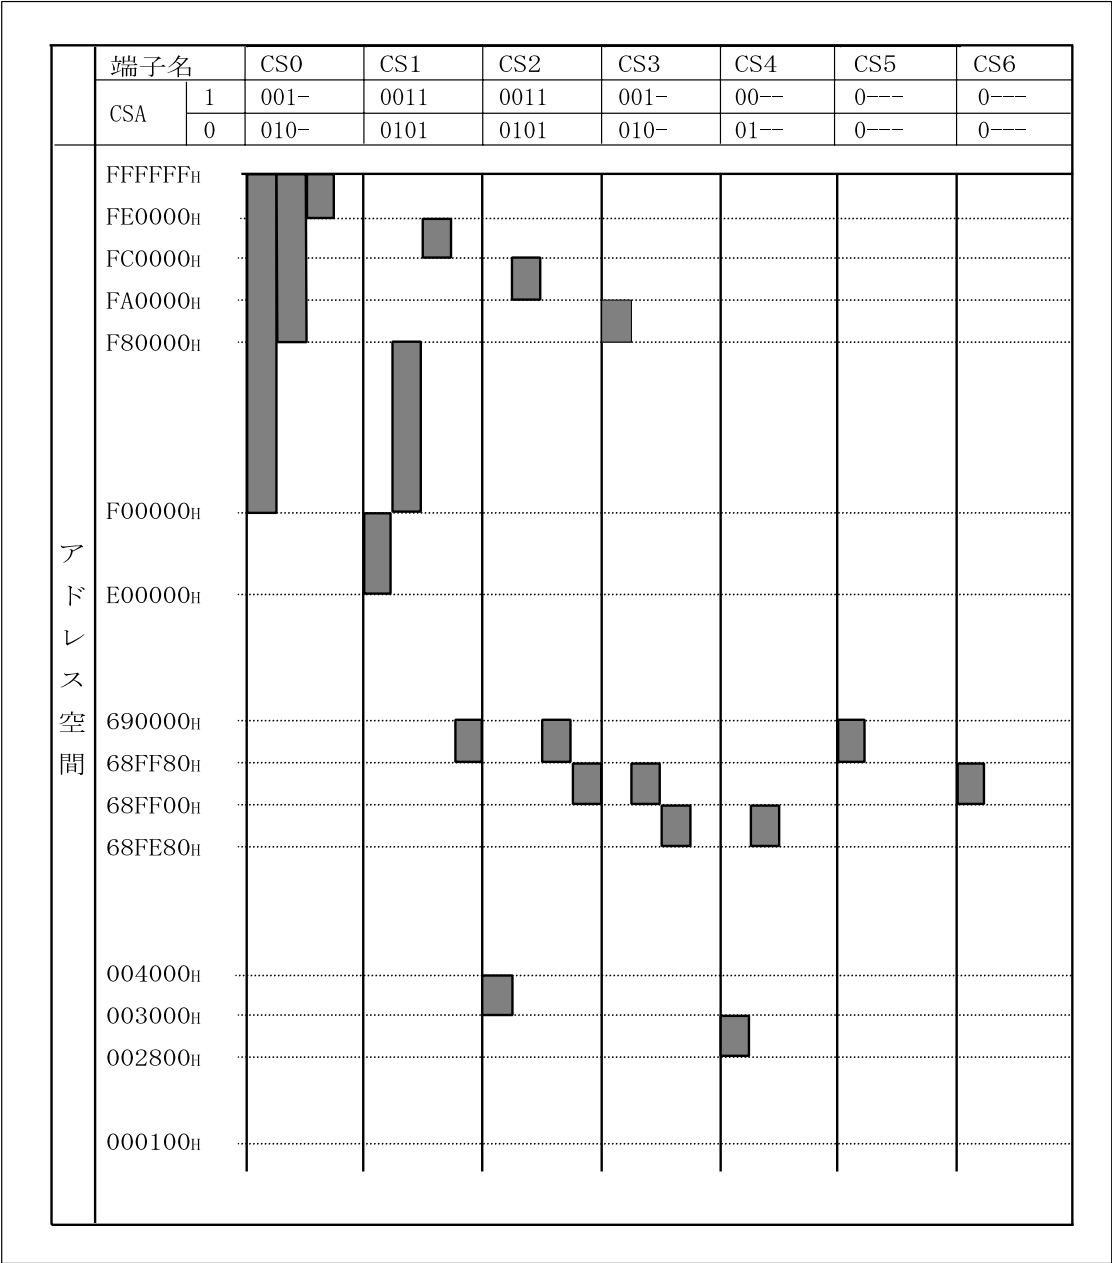 端子名 CS0 CS1 CS2 CS3 CS4 CS5 CS6
CSA 1 001- 0011 0011 001- 00-- 0--- 0---
0 010- 0101 0101 010- 01-- 0--- 0---
アドレス空間
FFFFFFH
FE0000H
FC0000H
FA0000H
F80000H
F00000H
E00000H
690000H
68FF80H
68FF00H
68FE80H
004000H
003000H
002800H
000100H